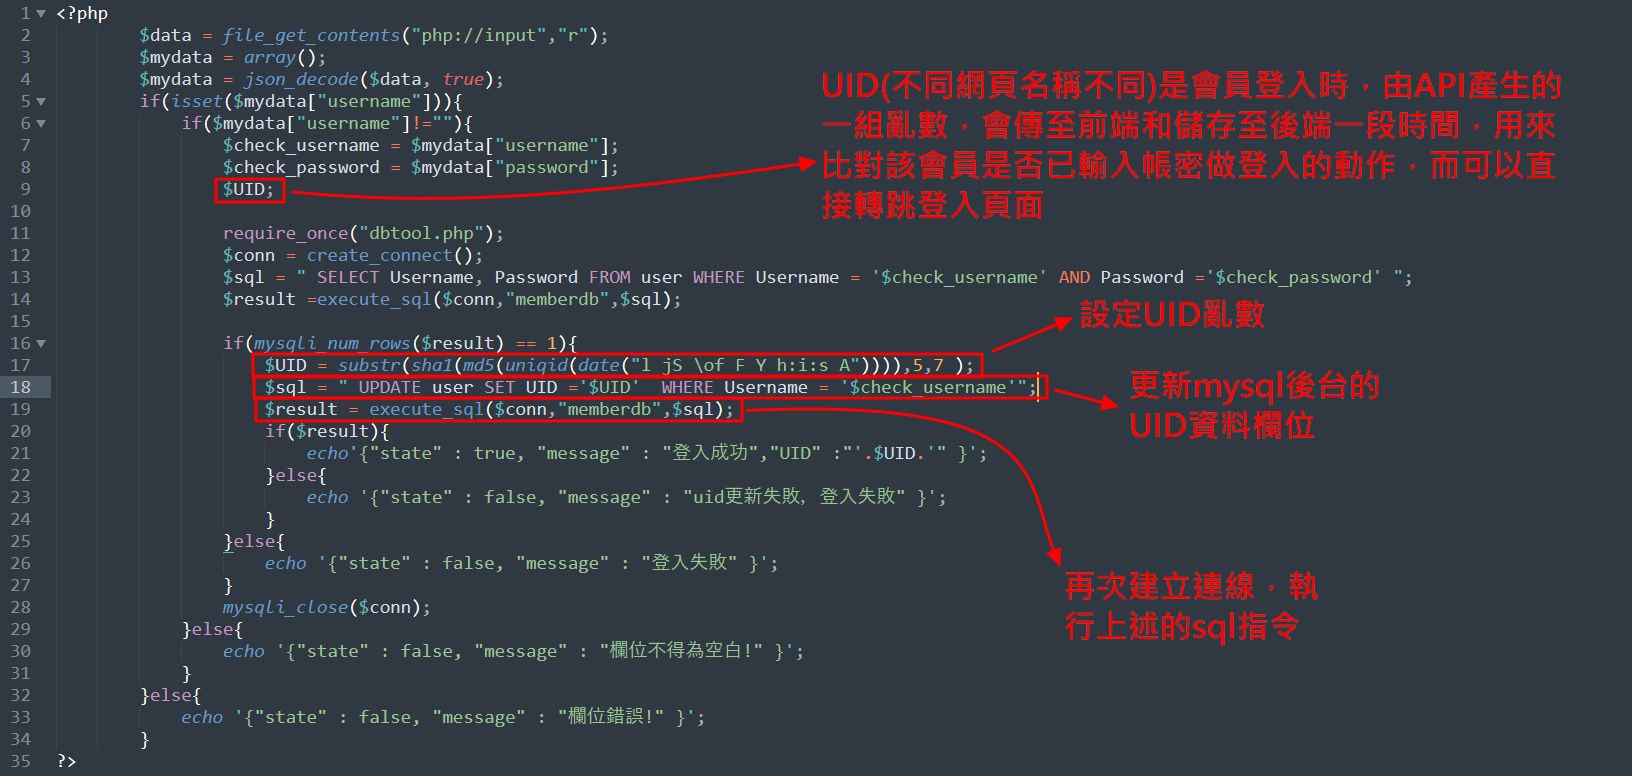 1 <?php
2 $data = file_get_contents("php://input","r");
3 $mydata = array();
4 $mydata = json_decode($data, true);
5 if(isset($mydata["username"])){
6 if($mydata["username"]!=""){
7 $check_username = $mydata["username"];
8 $check_password = $mydata["password"];
9 $UID;
UID(不同網頁名稱不同)是會員登入時，由API產生的
一組亂數，會傳至前端和儲存至後端一段時間，用來
比對該會員是否已輸入帳密做登入的動作，而可以直
接轉跳登入頁面
10
11 require_once("dbtool.php");
12 $conn = create_connect();
13 $sql = " SELECT Username, Password FROM user WHERE Username = '$check_username' AND Password ='$check_password' ";
14 $result =execute_sql($conn,"memberdb",$sql);
15
設定UID亂數
16 if(mysqli_num_rows($result) == 1){
17 $UID = substr(sha1(md5(uniqid(date("l jS \of F Y h:i:s A")))),5,7 );
18 $sql = " UPDATE user SET UID ='$UID'  WHERE Username = '$check_username'";
更新mysql後台的
UID資料欄位
19 $result = execute_sql($conn,"memberdb",$sql);
20 if($result){
21 echo'{"state" : true, "message" : "登入成功","UID" :"'.$UID.'" }';
22 }else{
23 echo '{"state" : false, "message" : "uid更新失敗, 登入失敗" }';
24 }
25 }else{
26 echo '{"state" : false, "message" : "登入失敗" }';
27 }
再次建立連線，執
行上述的sql指令
28 mysqli_close($conn);
29 }else{
30 echo '{"state" : false, "message" : "欄位不得為空白!" }';
31 }
32 }else{
33 echo '{"state" : false, "message" : "欄位錯誤!" }';
34 }
35 ?>